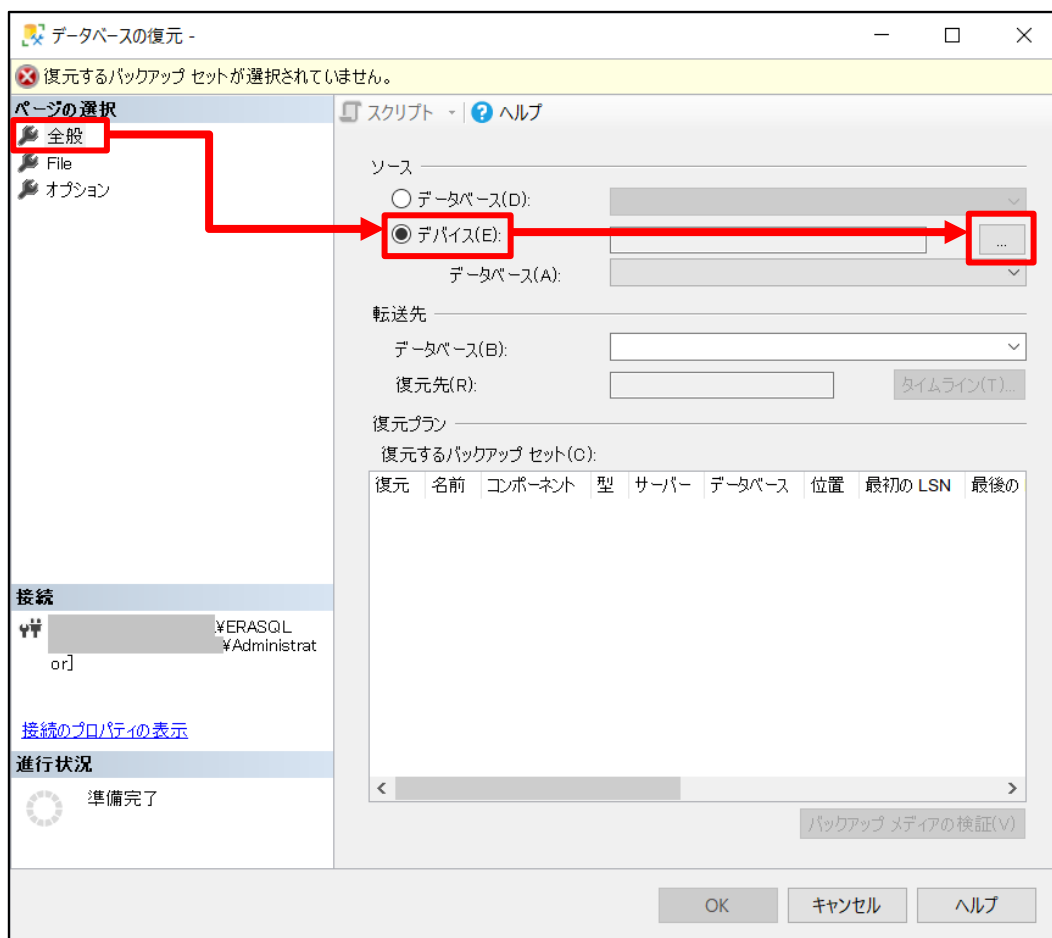 データベースの復元 -
復元するバックアップ セットが選択されていません。
ページの選択
全般
File
オプション
スクリプト ヘルプ
ソース
データベース(D):
デバイス(E):
...
データベース(A):
転送先
データベース(B):
復元先(R):
タイムライン(T)...
復元プラン
復元するバックアップ セット(C):
復元 名前 コンポーネント 型 サーバー データベース 位置 最初の LSN 最後の
接続
¥ERASQL
¥Administrat
or]
接続のプロパティの表示
進行状況
準備完了
バックアップ メディアの検証(V)
OK キャンセル ヘルプ